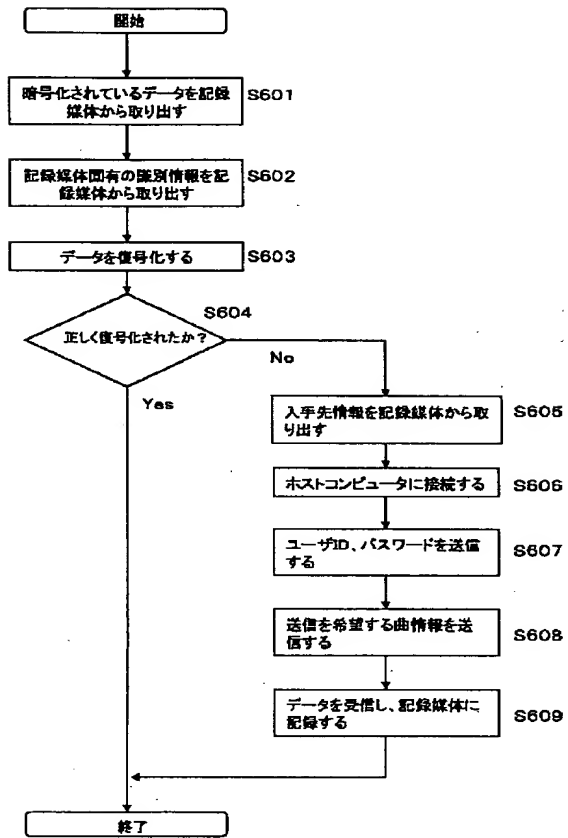 開始
暗号化されているデータを記録
媒体から取り出す
S601
記録媒体固有の識別情報を記
録媒体から取り出す
S602
データを復号化する
S603
正しく復号化されたか?
S604
No
Yes
入手先情報を記録媒体から取
り出す
S605
ホストコンピュータに接続する
S606
ユーザID、パスワードを送信
する
S607
送信を希望する曲情報を送
信する
S608
データを受信し、記録媒体に
記録する
S609
終了